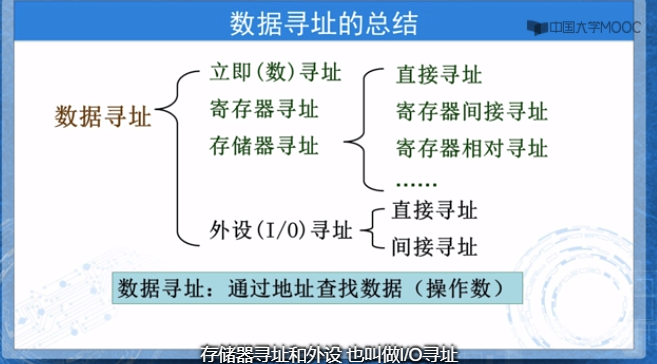 数据寻址的总结
中国大学MOOC
数据寻址
立即(数)寻址
寄存器寻址
存储器寻址
外设(I/O)寻址
直接寻址
寄存器间接寻址
寄存器相对寻址
……
直接寻址
间接寻址
数据寻址：通过地址查找数据（操作数）
存储器寻址和外设 也叫做I/O寻址